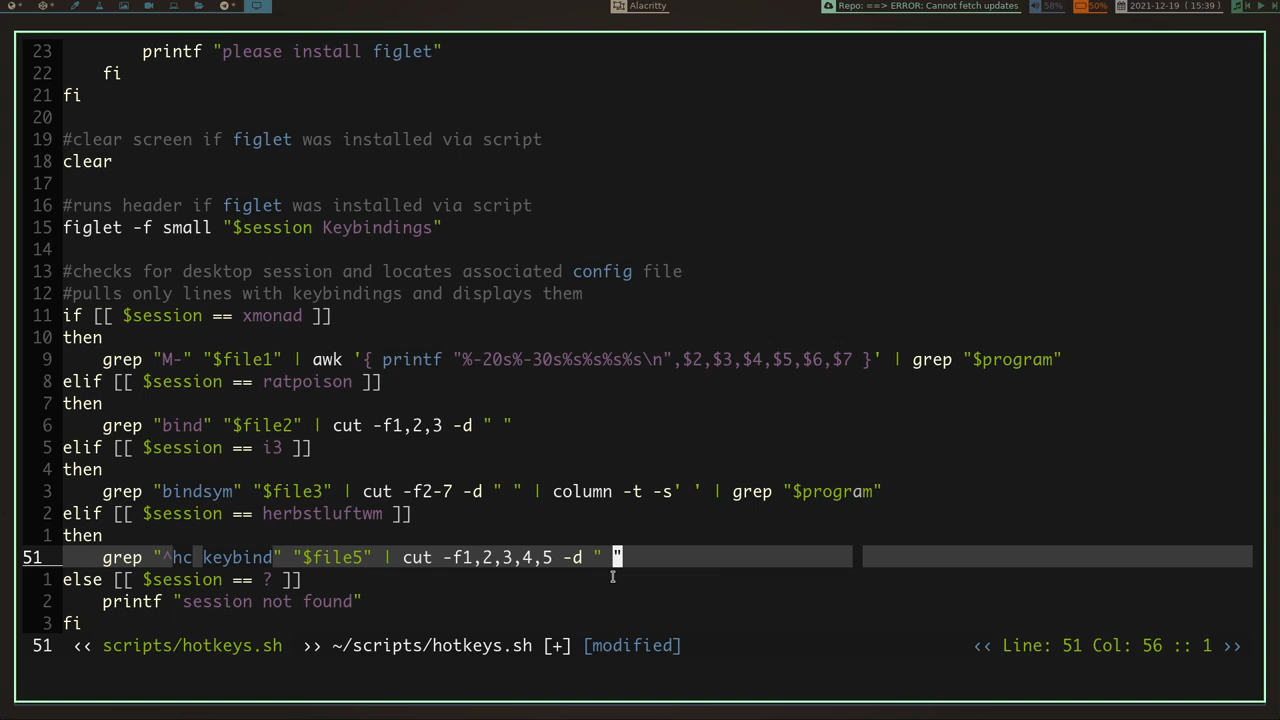 Alacritty
Repo: ==> ERROR: Cannot fetch updates
58%
50%
2021-12-19 ( 15:39 )
23 printf "please install figlet"
22 fi
21 fi
20
19 #clear screen if figlet was installed via script
18 clear
17
16 #runs header if figlet was installed via script
15 figlet -f small "$session Keybindings"
14
13 #checks for desktop session and locates associated config file
12 #pulls only lines with keybindings and displays them
11 if [[ $session == xmonad ]]
10 then
9 grep "M-" "$file1" | awk '{ printf "%-20s%-30s%s%s%s%s\n",$2,$3,$4,$5,$6,$7 }' | grep "$program"
8 elif [[ $session == ratpoison ]]
7 then
6 grep "bind" "$file2" | cut -f1,2,3 -d " "
5 elif [[ $session == i3 ]]
4 then
3 grep "bindsym" "$file3" | cut -f2-7 -d " " | column -t -s' ' | grep "$program"
2 elif [[ $session == herbstluftwm ]]
1 then
51 grep "^hc keybind" "$file5" | cut -f1,2,3,4,5 -d " "
1 else [[ $session == ? ]]
2 printf "session not found"
3 fi
51 << scripts/hotkeys.sh >> ~/scripts/hotkeys.sh [+] [modified] << Line: 51 Col: 56 :: 1 >>